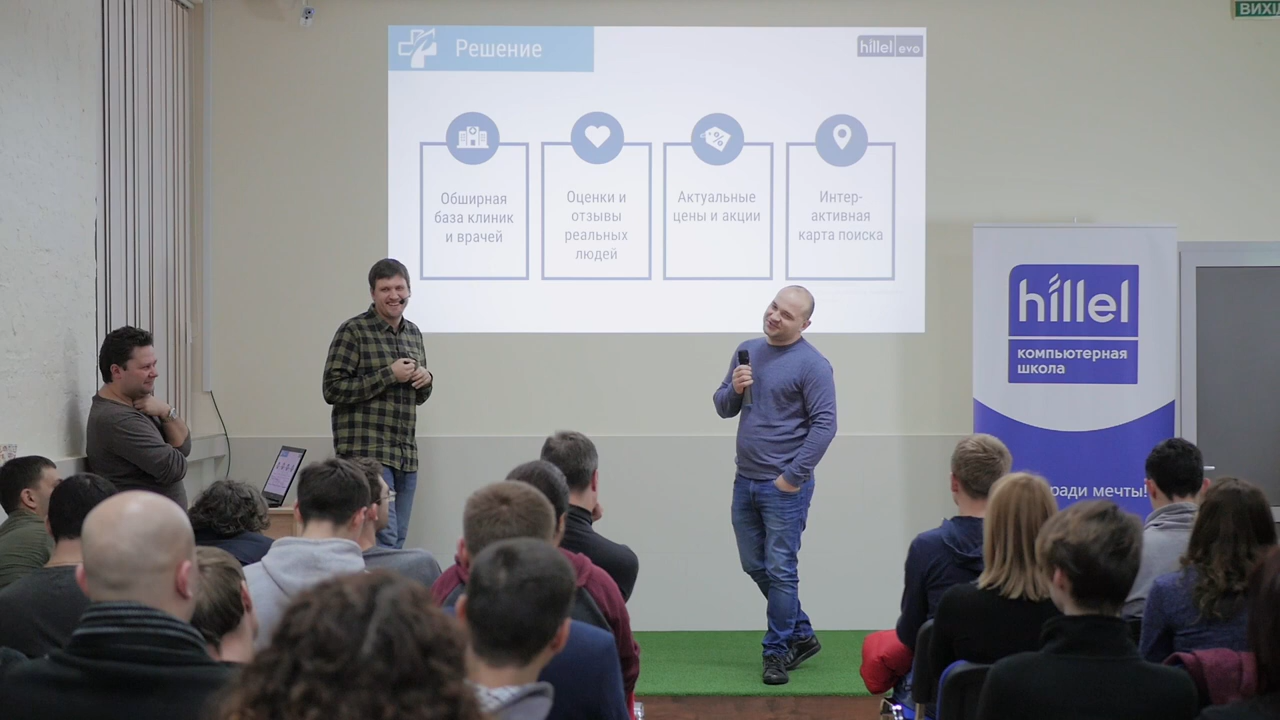 ВИХІД
Решение
hillel evo
Обширная
база клиник
и врачей
Оценки и
отзывы
реальных
людей
Актуальные
цены и акции
Интер-
активная
карта поиска
hillel
компьютерная
школа
ради мечты!